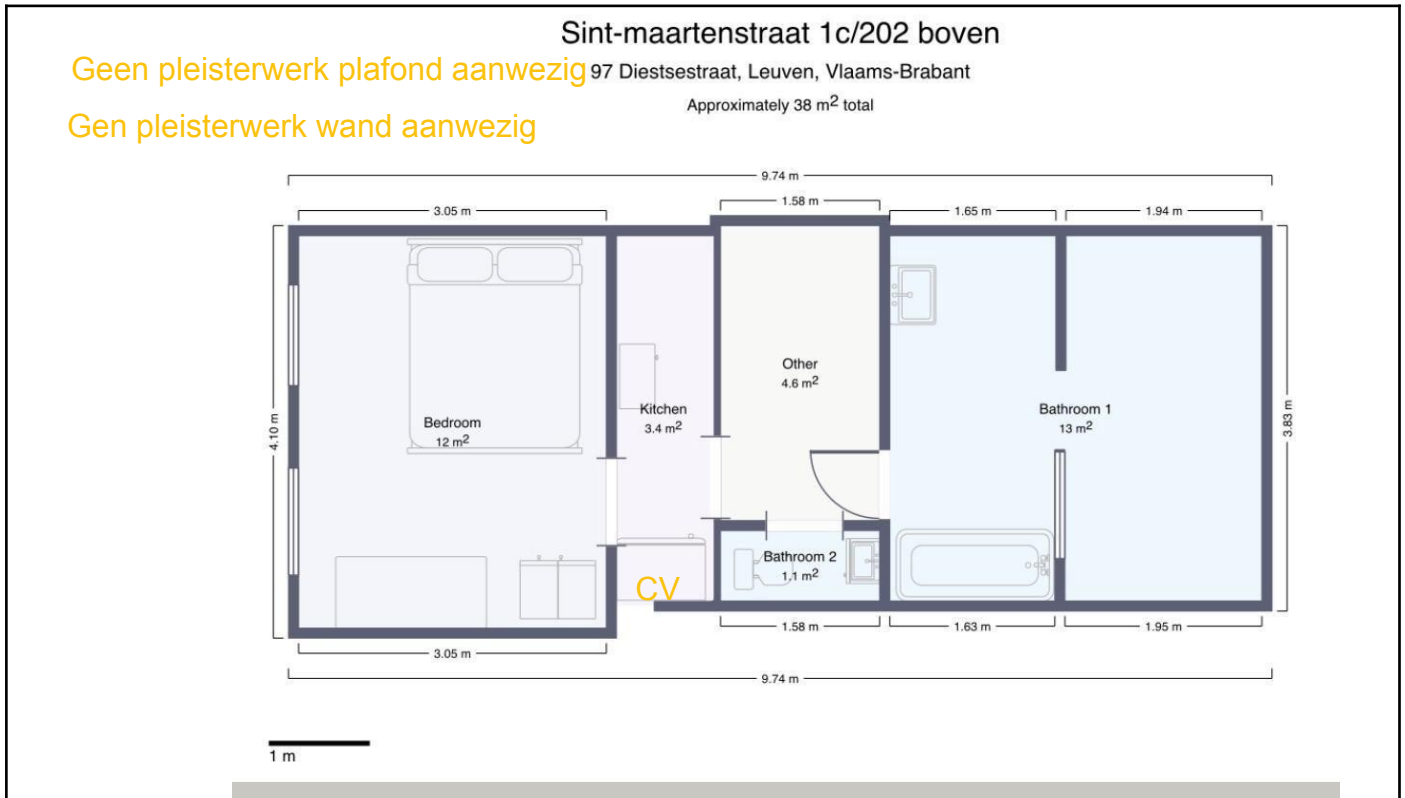 Sint-maartenstraat 1c/202 boven
Geen pleisterwerk plafond aanwezig
97 Diestsestraat, Leuven, Vlaams-Brabant
Approximately 38 m² total
Gen pleisterwerk wand aanwezig
9.74 m
1.58 m
3.05 m
1.65 m
1.94 m
Other
4.6 m²
Kitchen
3.4 m²
Bathroom 1
13 m²
Bedroom
12 m²
4.10 m
3.83 m
Bathroom 2
1.1 m²
CV
1.58 m
1.63 m
1.95 m
3.05 m
9.74 m
1 m